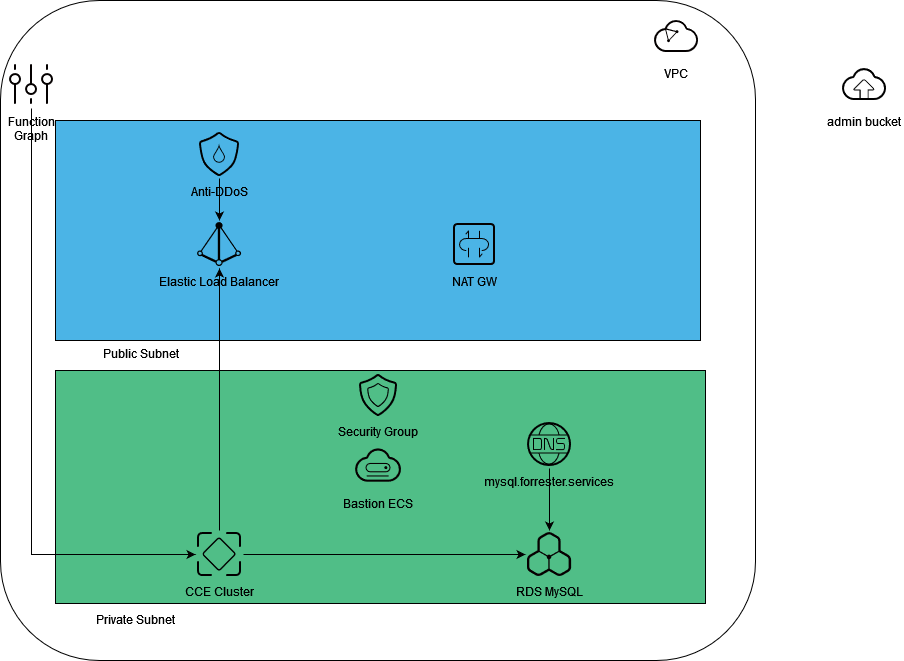 VPC
Function
Graph
admin bucket
Anti-DDoS
Elastic Load Balancer
NAT GW
Public Subnet
Security Group
DNS
mysql.forrester.services
Bastion ECS
CCE Cluster
RDS MySQL
Private Subnet